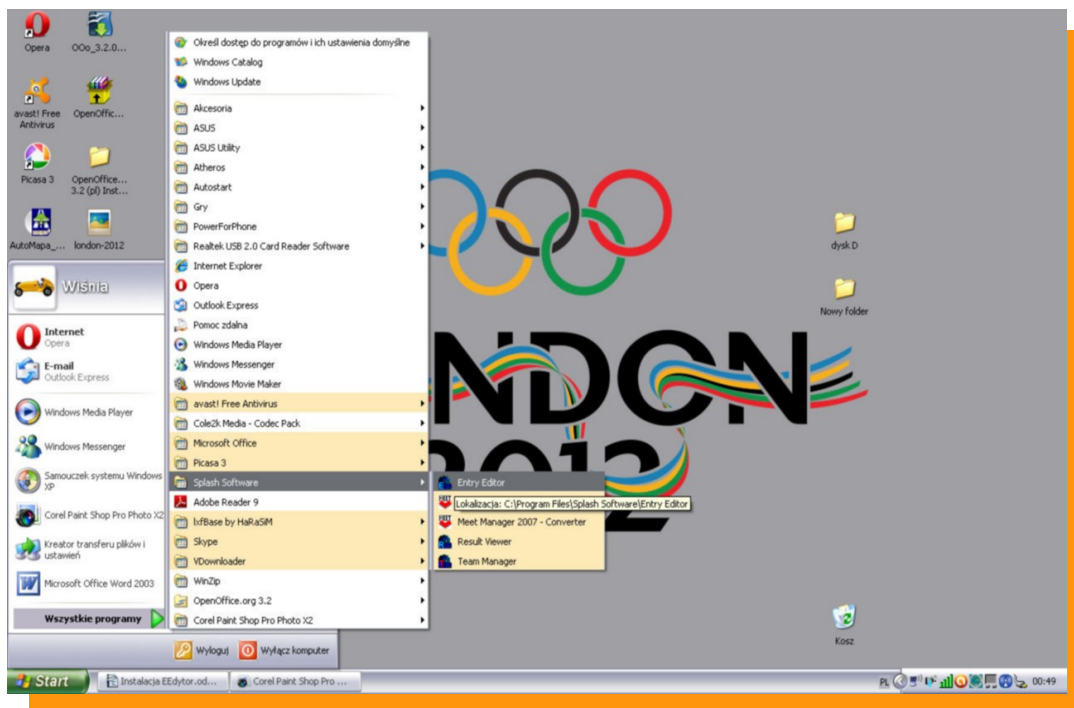 Opera
OOo_3.2.0...
avast! Free
Antivirus
OpenOffic...
Picasa 3
OpenOffice...
3.2 (pl) Inst...
AutoMapa_...
london-2012
Wiśnia
Internet
Opera
E-mail
Outlook Express
Windows Media Player
Windows Messenger
Samouczek systemu Windows
XP
Corel Paint Shop Pro Photo X2
Kreator transferu plików i
ustawień
Microsoft Office Word 2003
Wszystkie programy
Określ dostęp do programów i ich ustawienia domyślne
Windows Catalog
Windows Update
Akcesoria
ASUS
ASUS Utility
Atheros
Autostart
Gry
PowerForPhone
Realtek USB 2.0 Card Reader Software
Internet Explorer
Opera
Outlook Express
Pomoc zdalna
Windows Media Player
Windows Messenger
Windows Movie Maker
avast! Free Antivirus
Cole2k Media - Codec Pack
Microsoft Office
Picasa 3
Splash Software
Adobe Reader 9
lxfBase by HaRaSiM
Skype
VDownloader
WinZip
OpenOffice.org 3.2
Corel Paint Shop Pro Photo X2
Entry Editor
Lokalizacja: C:\Program Files\Splash Software\Entry Editor
Meet Manager 2007 - Converter
Result Viewer
Team Manager
NDON
2012
dysk D
Nowy folder
Kosz
Wyloguj
Wyłącz komputer
Start
Instalacja EEdytor.od...
Corel Paint Shop Pro ...
PL
00:49